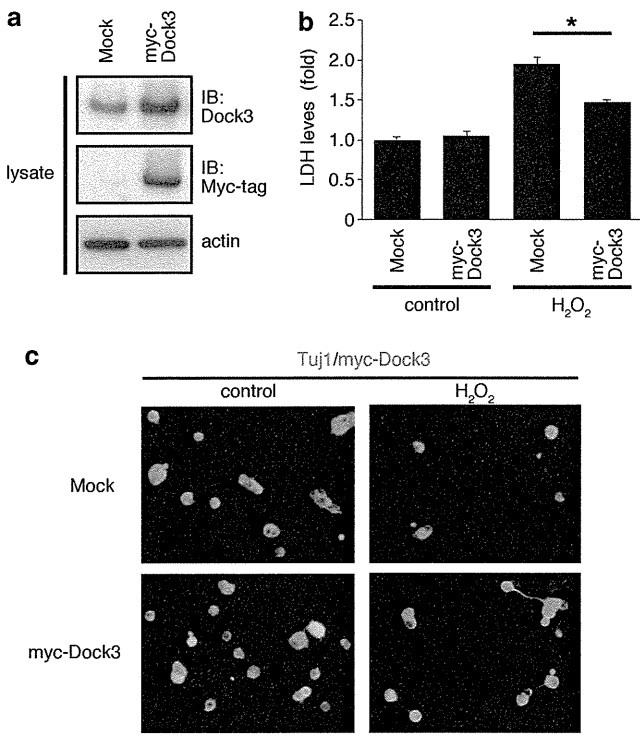 a
Mock
myc-
Dock3
lysate
IB:
Dock3
IB:
Myc-tag
actin
b
LDH leves (fold)
2.5
2.0
1.5
1.0
0.5
0
*
Mock
myc-
Dock3
Mock
myc-
Dock3
control
H₂O₂
c
Tuj1/myc-Dock3
control
H₂O₂
Mock
myc-Dock3